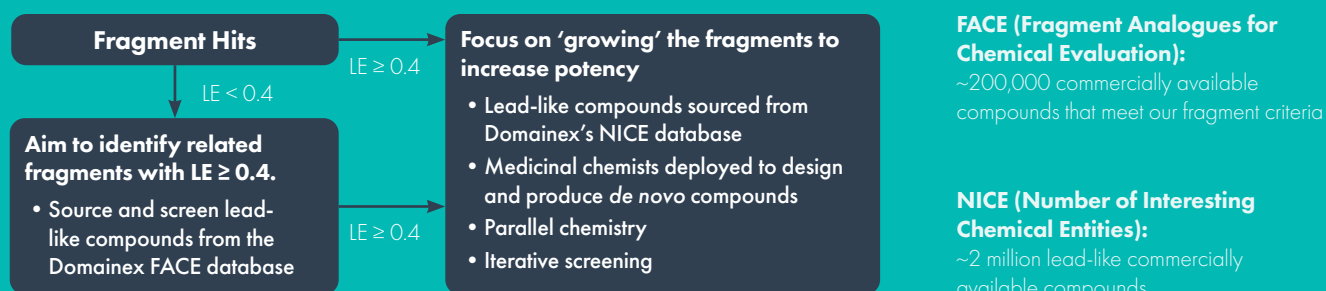 Fragment Hits
LE ≥ 0.4
LE < 0.4
Aim to identify related
fragments with LE ≥ 0.4.
• Source and screen lead-
like compounds from the
Domainex FACE database
LE ≥ 0.4
Focus on ‘growing’ the fragments to
increase potency
• Lead-like compounds sourced from
Domainex’s NICE database
• Medicinal chemists deployed to design
and produce de novo compounds
• Parallel chemistry
• Iterative screening
FACE (Fragment Analogues for
Chemical Evaluation):
~200,000 commercially available
compounds that meet our fragment criteria
NICE (Number of Interesting
Chemical Entities):
~2 million lead-like commercially
available compounds